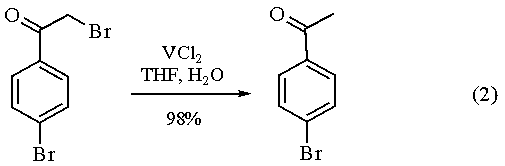 O
Br
Br
VCl2
THF, H2O
98%
O
Br
(2)